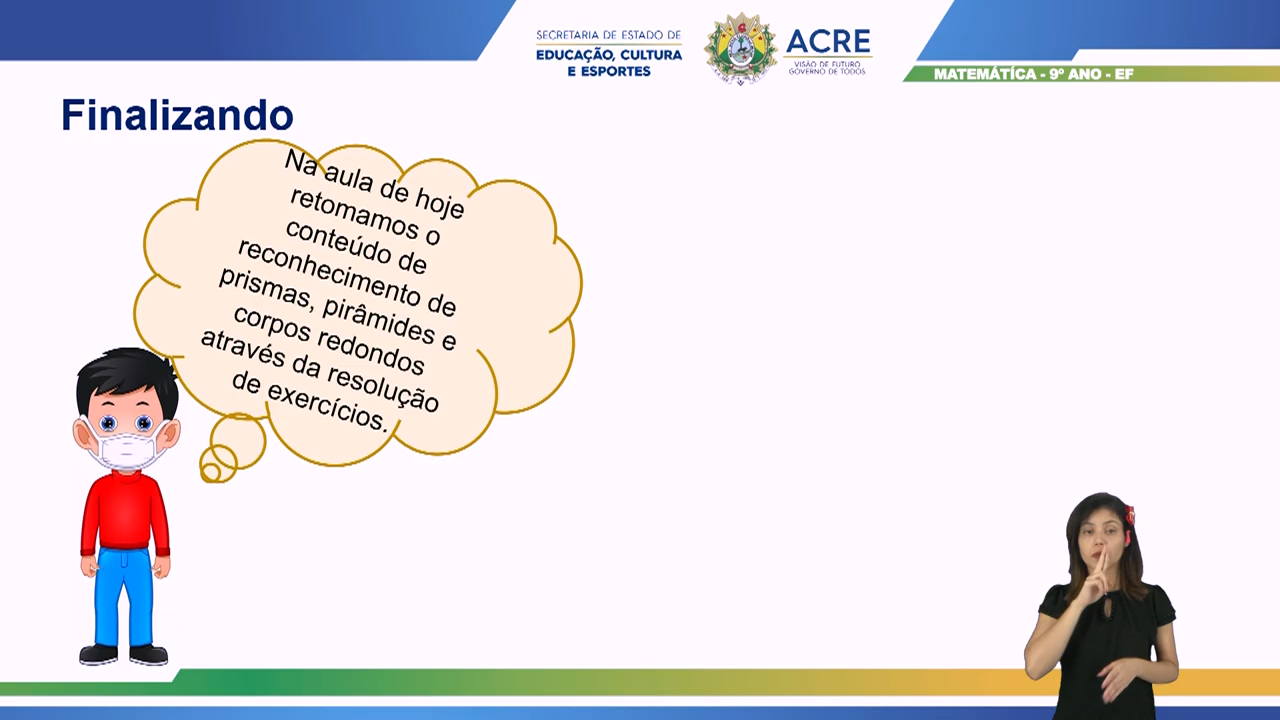 SECRETARIA DE ESTADO DE
EDUCAÇÃO, CULTURA
E ESPORTES
ACRE
VISÃO DE FUTURO
GOVERNO DE TODOS
MATEMÁTÍCA - 9º ANO - EF
Finalizando
Na aula de hoje
retomamos o
conteúdo de
reconhecimento de
prismas, pirâmides e
corpos redondos
através da resolução
de exercícios.